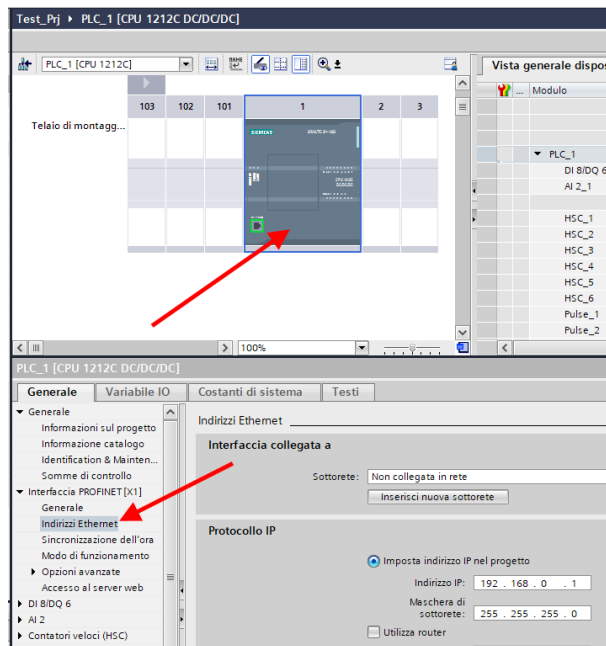 Test_Prj ▸ PLC_1 [CPU 1212C DC/DC/DC]
PLC_1 [CPU 1212C]
Vista generale dispos
... Modulo
103 102 101 1 2 3
Telaio di montagg...
SIEMENS
PLC_1
DI 8/DQ 6
AI 2_1
HSC_1
HSC_2
HSC_3
HSC_4
HSC_5
HSC_6
Pulse_1
Pulse_2
100%
PLC_1 [CPU 1212C DC/DC/DC]
Generale Variabile IO Costanti di sistema Testi
Generale
Informazioni sul progetto
Informazione catalogo
Identification & Mainten...
Somme di controllo
Interfaccia PROFINET [X1]
Generale
Indirizzi Ethernet
Sincronizzazione dell'ora
Modo di funzionamento
Opzioni avanzate
Accesso al server web
DI 8/DQ 6
AI 2
Contatori veloci (HSC)
Indirizzi Ethernet
Interfaccia collegata a
Sottorete: Non collegata in rete
Inserisci nuova sottorete
Protocollo IP
Imposta indirizzo IP nel progetto
Indirizzo IP: 192 . 168 . 0 . 1
Maschera di
sottorete: 255 . 255 . 255 . 0
Utilizza router